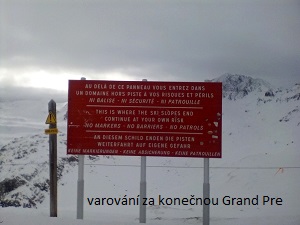 AU DELÀ DE CE PANNEAU VOUS ENTREZ DANS
UN DOMAINE HORS PISTE À VOS RISQUES ET PÉRILS
NI BALISÉ - NI SÉCURITÉ - NI PATROUILLE
THIS IS WHERE THE SKI SLOPES END
CONTINUE AT YOUR OWN RISK
NO MARKERS - NO BARRIERS - NO PATROLS
AN DIESEM SCHILD ENDEN DIE PISTEN
WEITERFAHRT AUF EIGENE GEFAHR
KEINE MARKIERUNGEN - KEINE ABSICHERUNG - KEINE PATROUILLEN
varování za konečnou Grand Pre